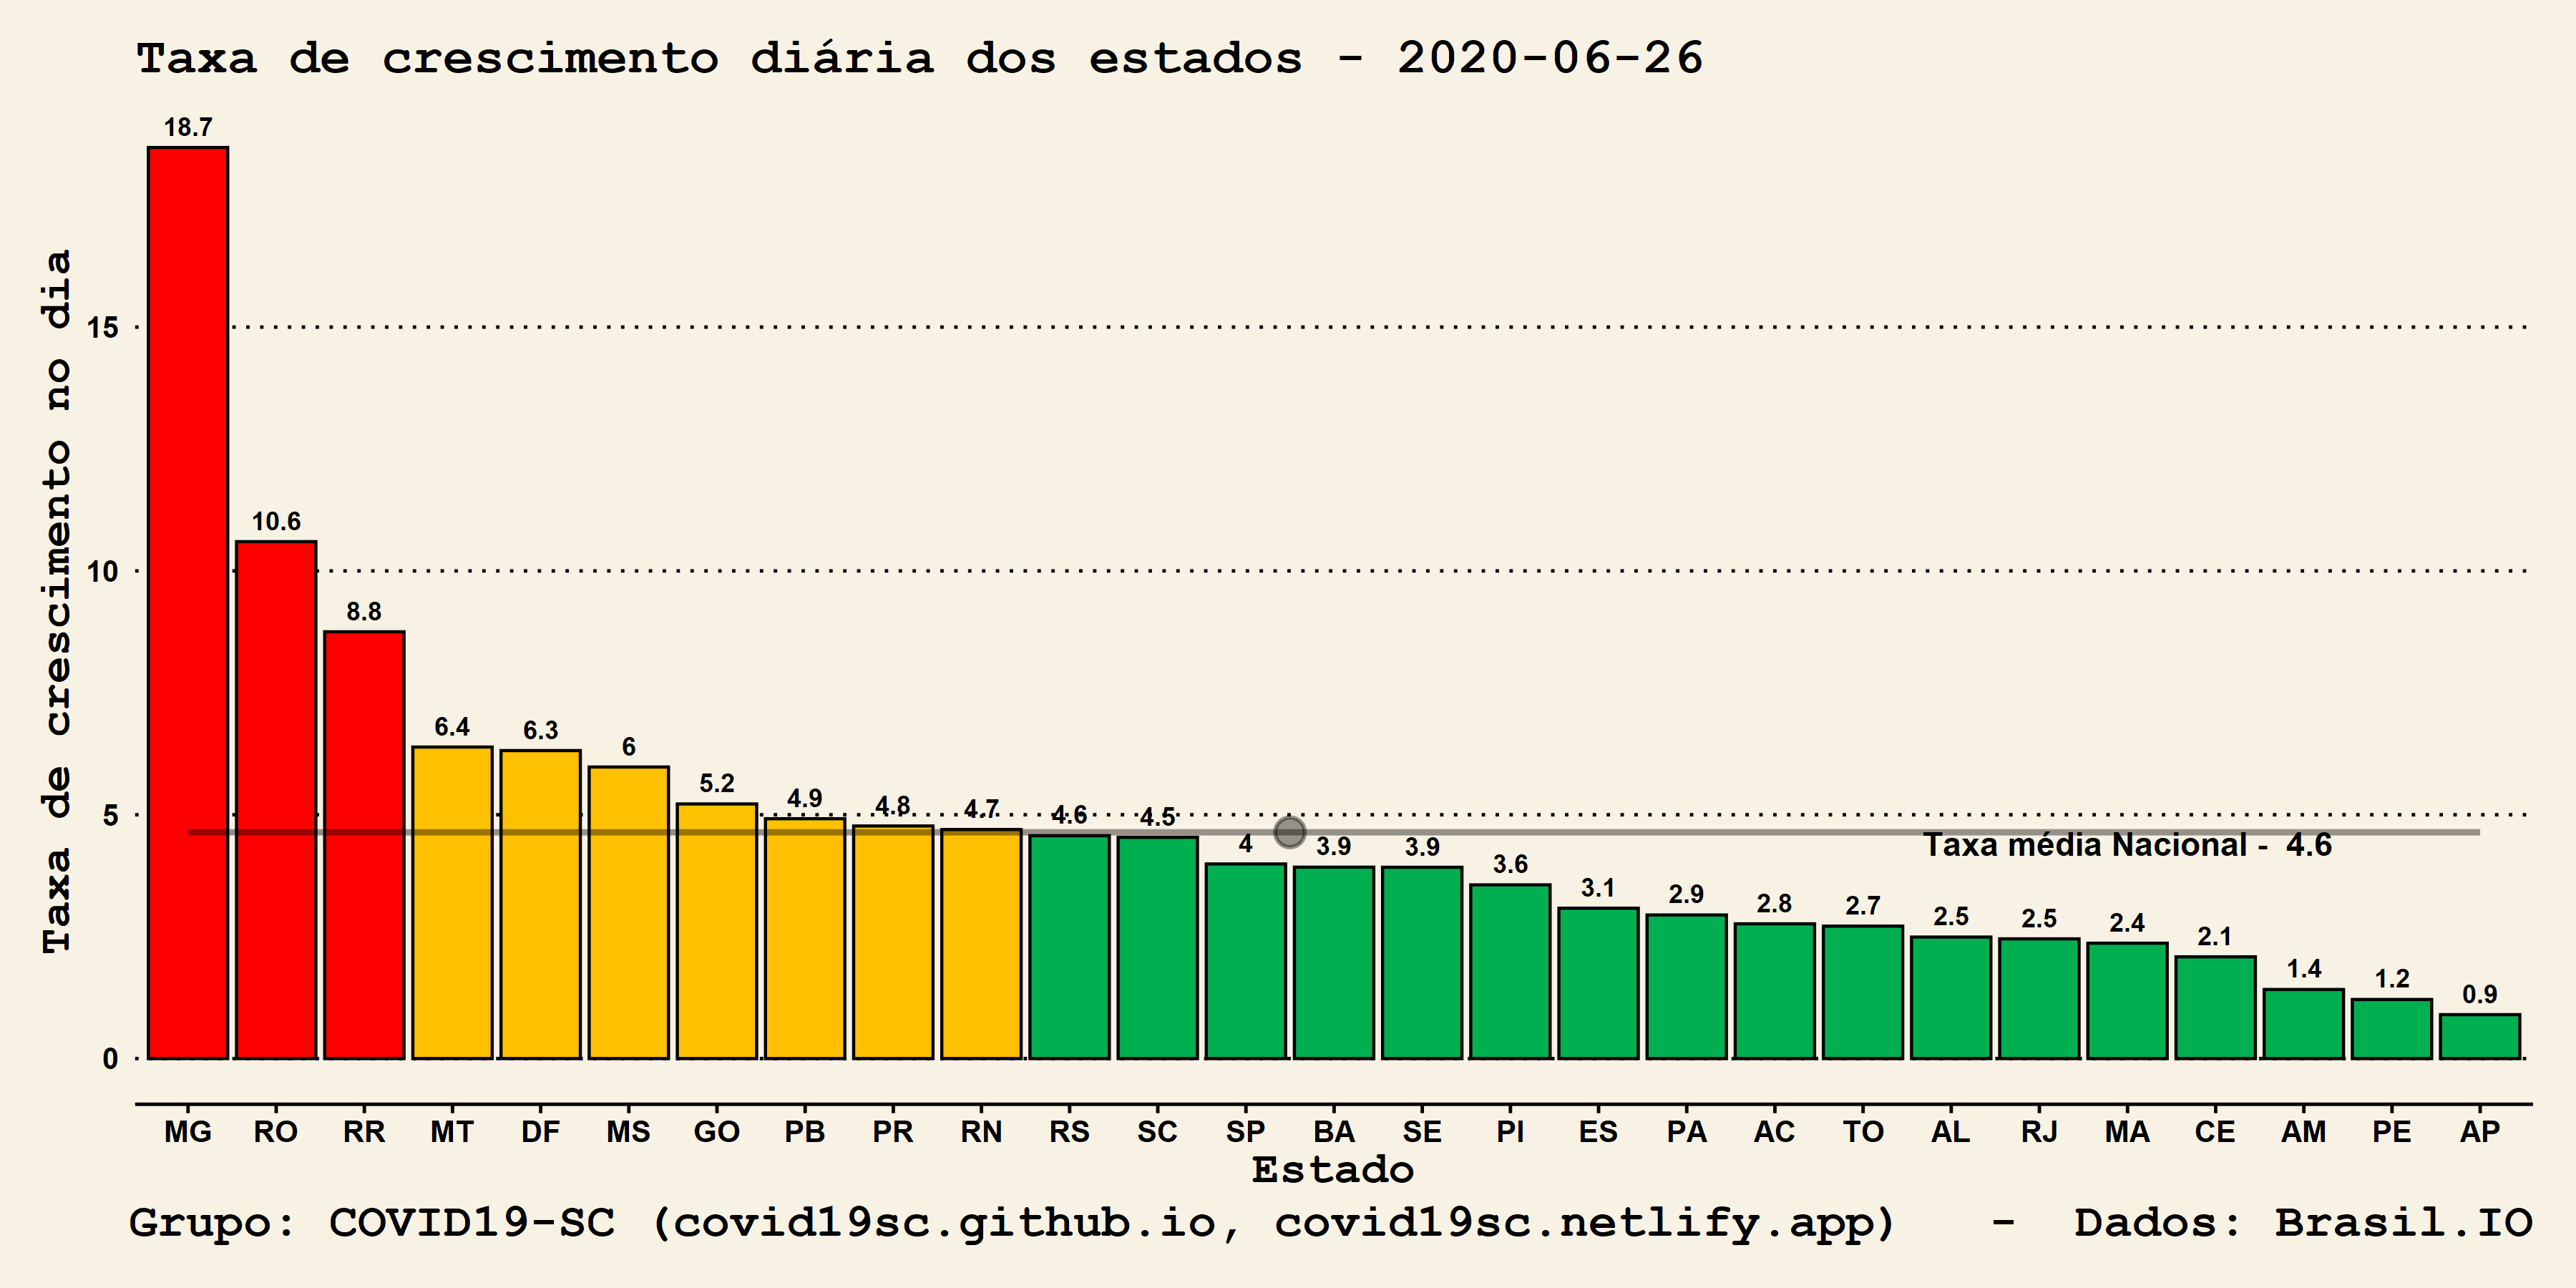 Taxa de crescimento diária dos estados - 2020-06-26
Taxa de crescimento no dia
18.7
15
10.6
10
8.8
6.4 6.3 6 5.2 4.9 4.8 4.7 4.6 4.5 4 3.9 3.9 3.6 3.1 2.9 2.8 2.7 2.5 2.5 2.4 2.1 1.4 1.2 0.9
5
Taxa média Nacional - 4.6
0
MG RO RR MT DF MS GO PB PR RN RS SC SP BA SE PI ES PA AC TO AL RJ MA CE AM PE AP
Estado
Grupo: COVID19-SC (covid19sc.github.io, covid19sc.netlify.app) - Dados: Brasil.IO